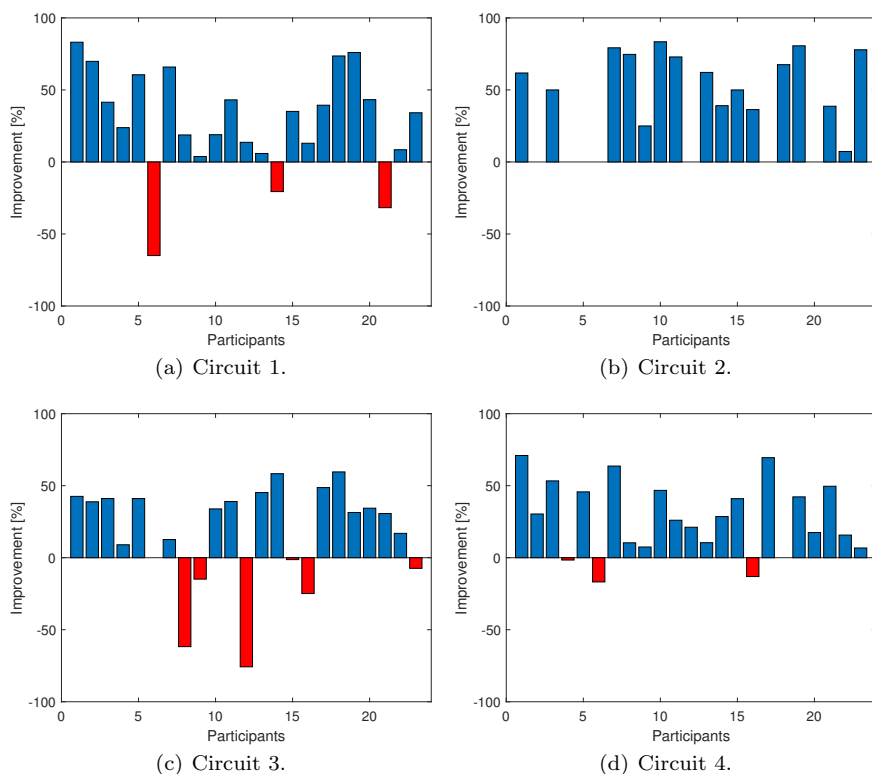 100
50
0
-50
-100
Improvement [%]
0 5 10 15 20
Participants
(a) Circuit 1.
100
50
0
-50
-100
Improvement [%]
0 5 10 15 20
Participants
(b) Circuit 2.
100
50
0
-50
-100
Improvement [%]
0 5 10 15 20
Participants
(c) Circuit 3.
100
50
0
-50
-100
Improvement [%]
0 5 10 15 20
Participants
(d) Circuit 4.